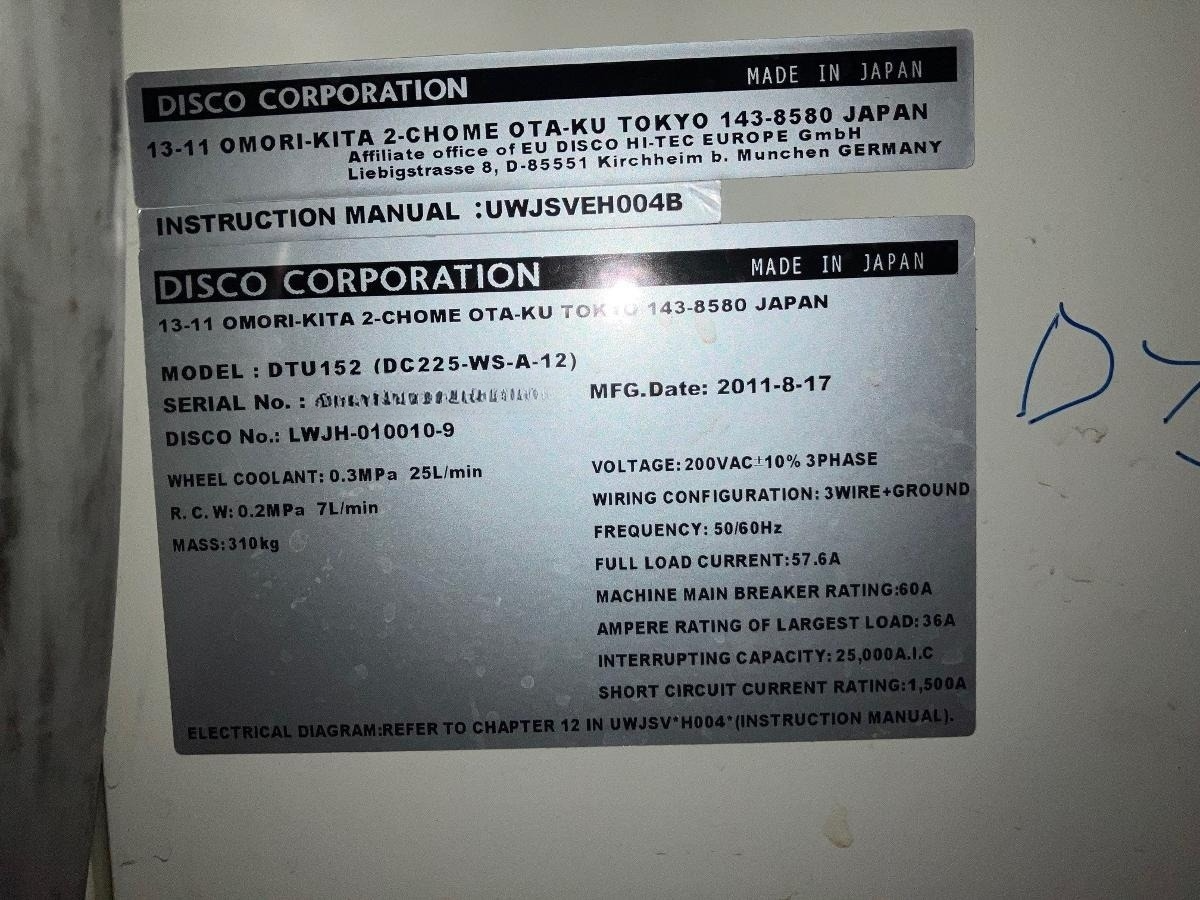 DISCO CORPORATION MADE IN JAPAN
13-11 OMORI-KITA 2-CHOME OTA-KU TOKYO 143-8580 JAPAN
Affiliate office of EU DISCO HI-TEC EUROPE GmbH
Liebigstrasse 8, D-85551 Kirchheim b. Munchen GERMANY
INSTRUCTION MANUAL :UWJSVEH004B
DISCO CORPORATION MADE IN JAPAN
13-11 OMORI-KITA 2-CHOME OTA-KU TOKYO 143-8580 JAPAN
MODEL : DTU152 (DC225-WS-A-12)
SERIAL No. :
MFG.Date: 2011-8-17
DISCO No.: LWJH-010010-9
WHEEL COOLANT: 0.3MPa 25L/min
R.C.W: 0.2MPa 7L/min
MASS:310kg
VOLTAGE:200VAC±10% 3PHASE
WIRING CONFIGURATION: 3WIRE+GROUND
FREQUENCY: 50/60Hz
FULL LOAD CURRENT:57.6A
MACHINE MAIN BREAKER RATING:60A
AMPERE RATING OF LARGEST LOAD:36A
INTERRUPTING CAPACITY:25,000A.I.C
SHORT CIRCUIT CURRENT RATING:1,500A
ELECTRICAL DIAGRAM:REFER TO CHAPTER 12 IN UWJSV*H004*(INSTRUCTION MANUAL).